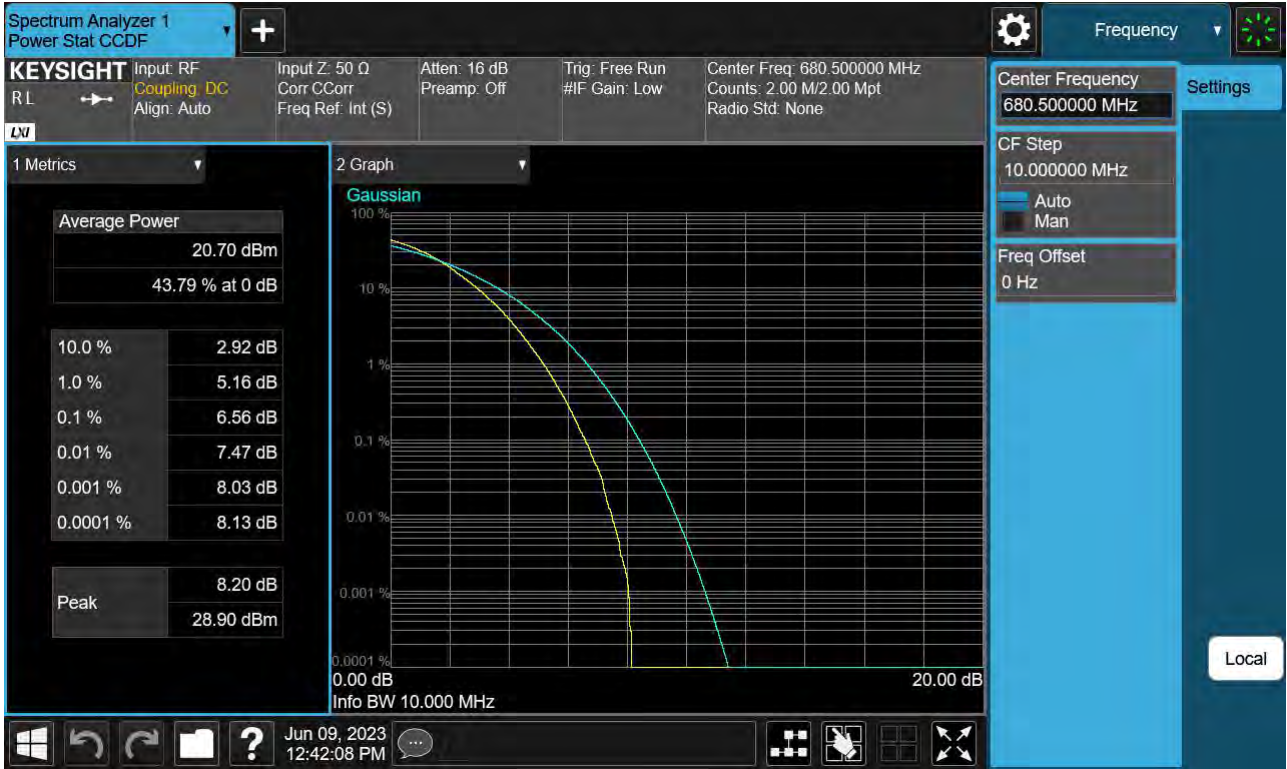 Spectrum Analyzer 1
Power Stat CCDF
Frequency
KEYSIGHT
RL
LXI
Input: RF
Coupling: DC
Align: Auto
Input Z: 50 Ω
Corr CCorr
Freq Ref: Int (S)
Atten: 16 dB
Preamp: Off
Trig: Free Run
#IF Gain: Low
Center Freq: 680.500000 MHz
Counts: 2.00 M/2.00 Mpt
Radio Std: None
Center Frequency
680.500000 MHz
Settings
CF Step
10.000000 MHz
Auto
Man
Freq Offset
0 Hz
Local
1 Metrics
Average Power
20.70 dBm
43.79 % at 0 dB
10.0 % 2.92 dB
1.0 % 5.16 dB
0.1 % 6.56 dB
0.01 % 7.47 dB
0.001 % 8.03 dB
0.0001 % 8.13 dB
Peak
8.20 dB
28.90 dBm
2 Graph
Gaussian
100 %
10 %
1 %
0.1 %
0.01 %
0.001 %
0.0001 %
0.00 dB 20.00 dB
Info BW 10.000 MHz
?
Jun 09, 2023
12:42:08 PM